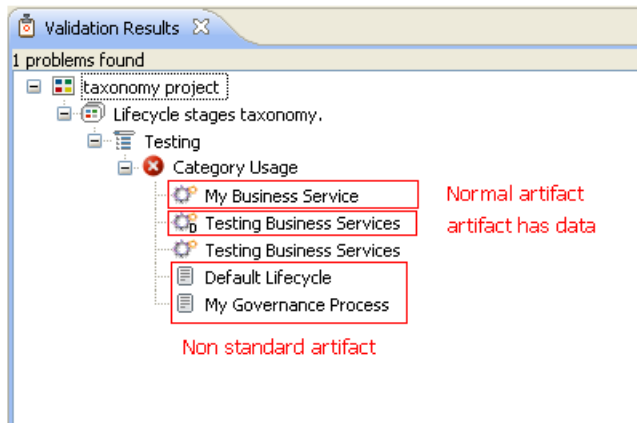 Validation Results
1 problems found
taxonomy project
Lifecycle stages taxonomy.
Testing
Category Usage
My Business Service Normal artifact
D Testing Business Services artifact has data
Testing Business Services
Default Lifecycle
My Governance Process
Non standard artifact